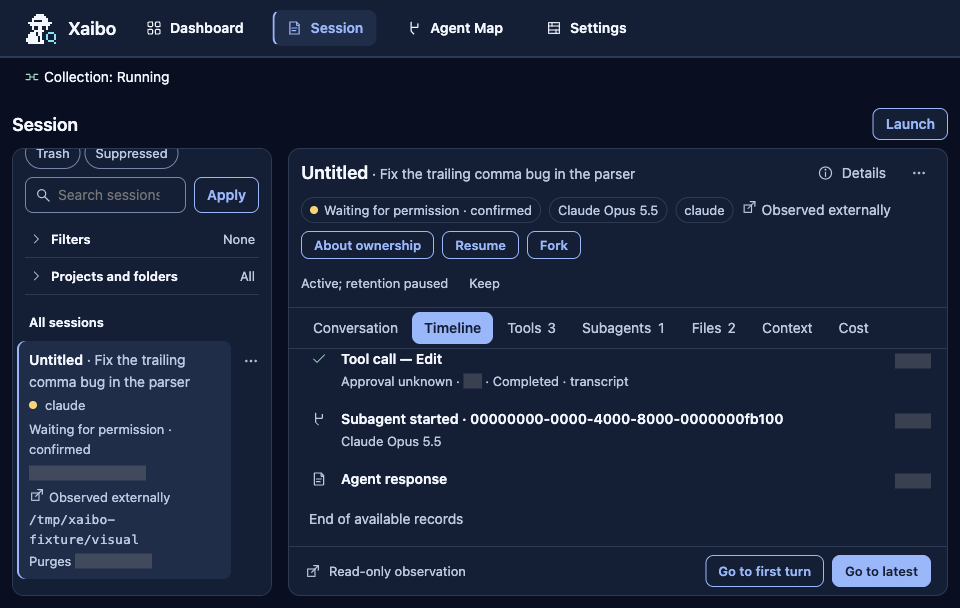 Xaibo
Dashboard
Session
Agent Map
Settings
Collection: Running
Session
Launch
Trash
Suppressed
Search sessions
Apply
Filters
None
Projects and folders
All
All sessions
Untitled · Fix the trailing
comma bug in the parser
claude
Waiting for permission ·
confirmed
Observed externally
/tmp/xaibo-
fixture/visual
Purges
Untitled · Fix the trailing comma bug in the parser
Details
Waiting for permission · confirmed
Claude Opus 5.5
claude
Observed externally
About ownership
Resume
Fork
Active; retention paused
Keep
Conversation
Timeline
Tools 3
Subagents 1
Files 2
Context
Cost
Tool call — Edit
Approval unknown · · Completed · transcript
Subagent started · 00000000-0000-4000-8000-0000000fb100
Claude Opus 5.5
Agent response
End of available records
Read-only observation
Go to first turn
Go to latest